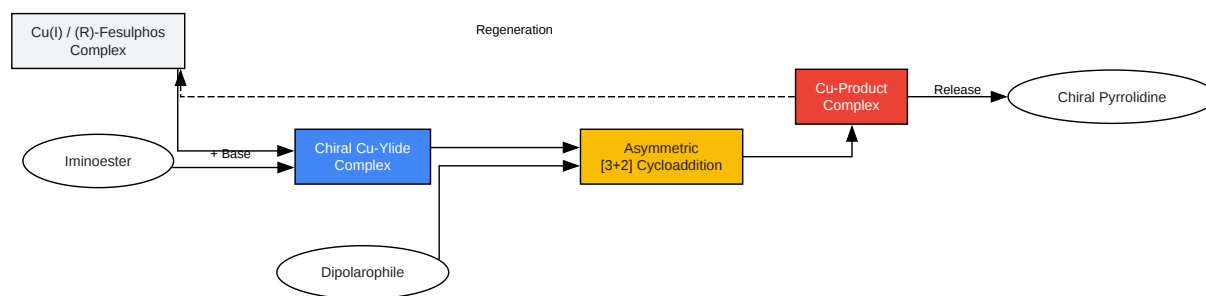 Cu(I) / (R)-Fesulphos
Complex
Regeneration
Iminoester
+ Base
Chiral Cu-Ylide
Complex
Dipolarophile
Asymmetric
[3+2] Cycloaddition
Cu-Product
Complex
Release
Chiral Pyrrolidine